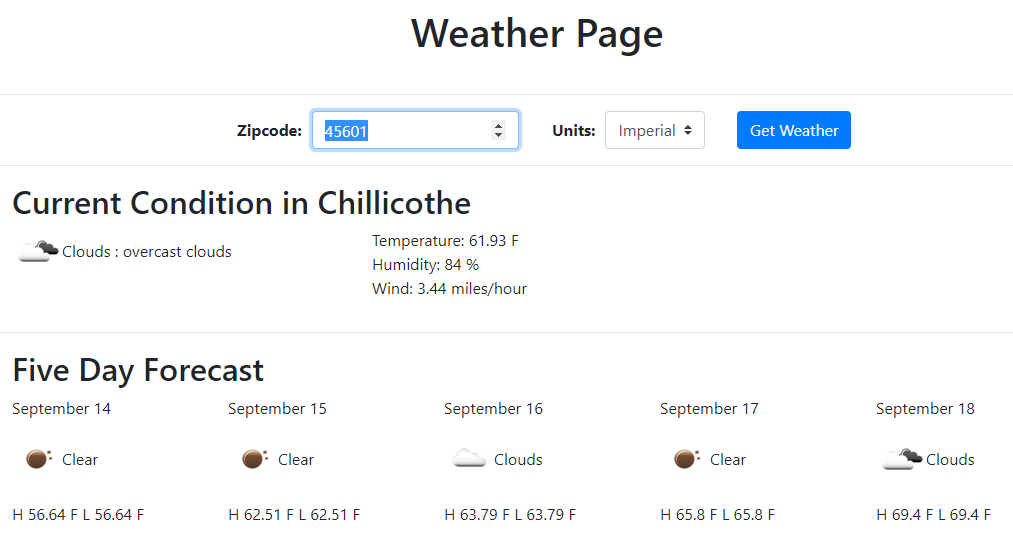 Weather Page
Zipcode: 45601 Units: Imperial Get Weather
Current Condition in Chillicothe
Clouds : overcast clouds
Temperature: 61.93 F
Humidity: 84 %
Wind: 3.44 miles/hour
Five Day Forecast
September 14 September 15 September 16 September 17 September 18
Clear Clear Clouds Clear Clouds
H 56.64 F L 56.64 F H 62.51 F L 62.51 F H 63.79 F L 63.79 F H 65.8 F L 65.8 F H 69.4 F L 69.4 F